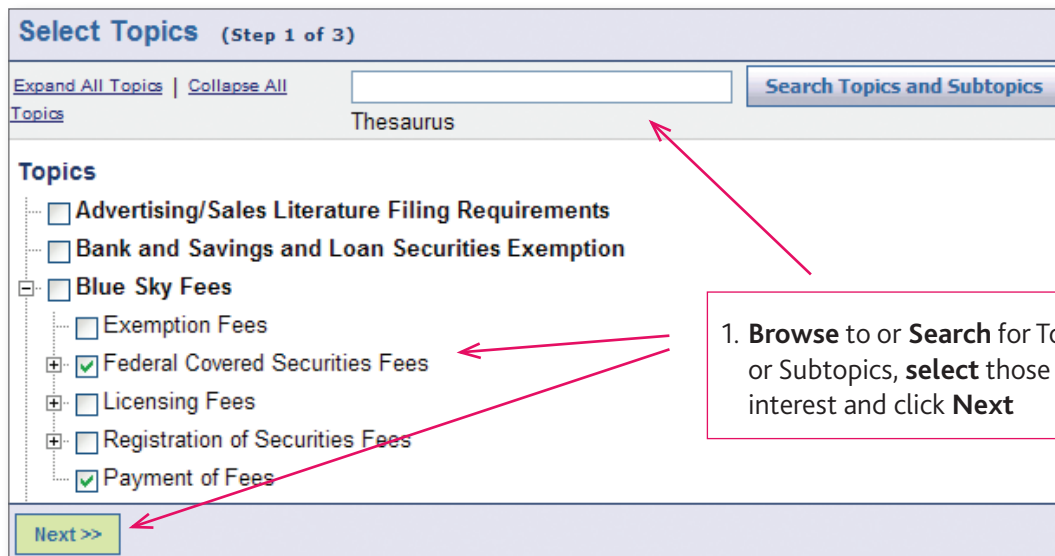 Select Topics (Step 1 of 3)
Expand All Topics | Collapse All
Topics
Search Topics and Subtopics
Thesaurus
Topics
Advertising/Sales Literature Filing Requirements
Bank and Savings and Loan Securities Exemption
Blue Sky Fees
Exemption Fees
Federal Covered Securities Fees
Licensing Fees
Registration of Securities Fees
Payment of Fees
1. Browse to or Search for
or Subtopics, select those
interest and click Next
Next >>